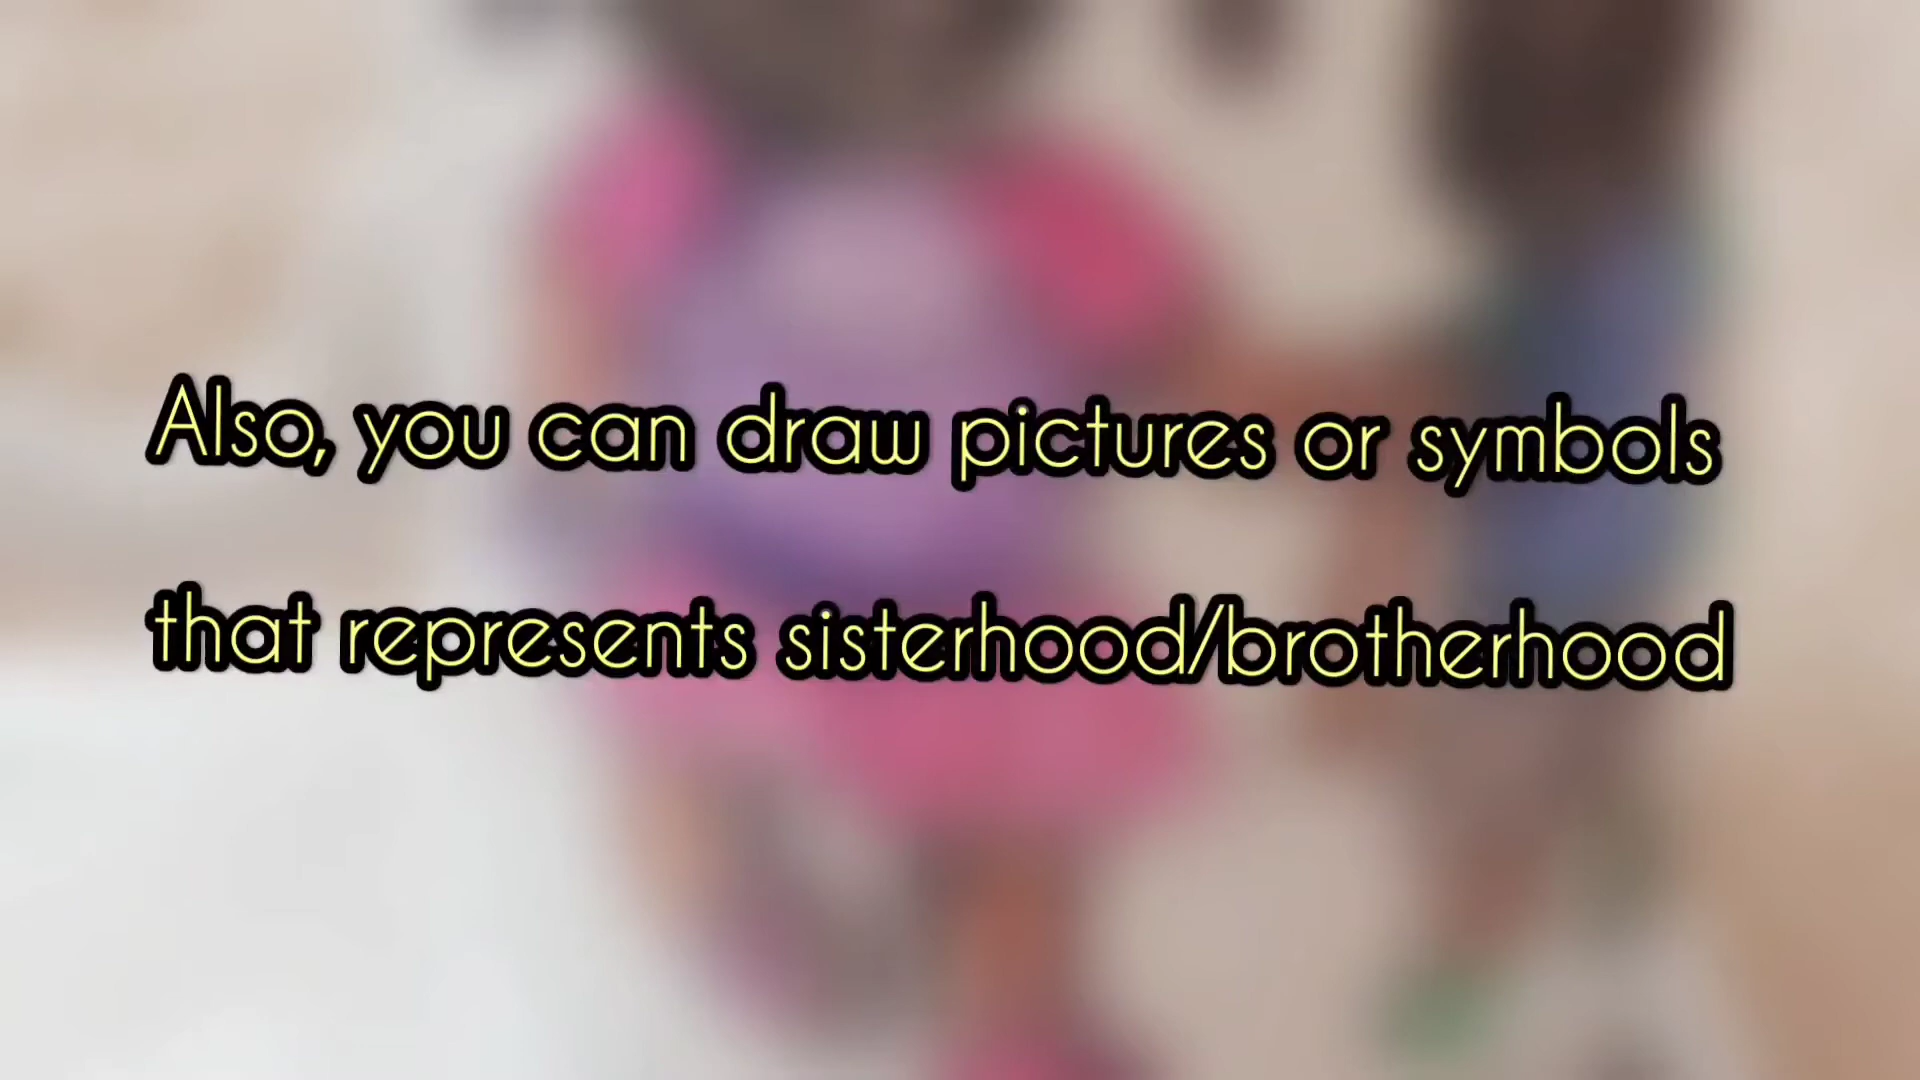 Also, you can draw pictures or symbols
that represents sisterhood/brotherhood